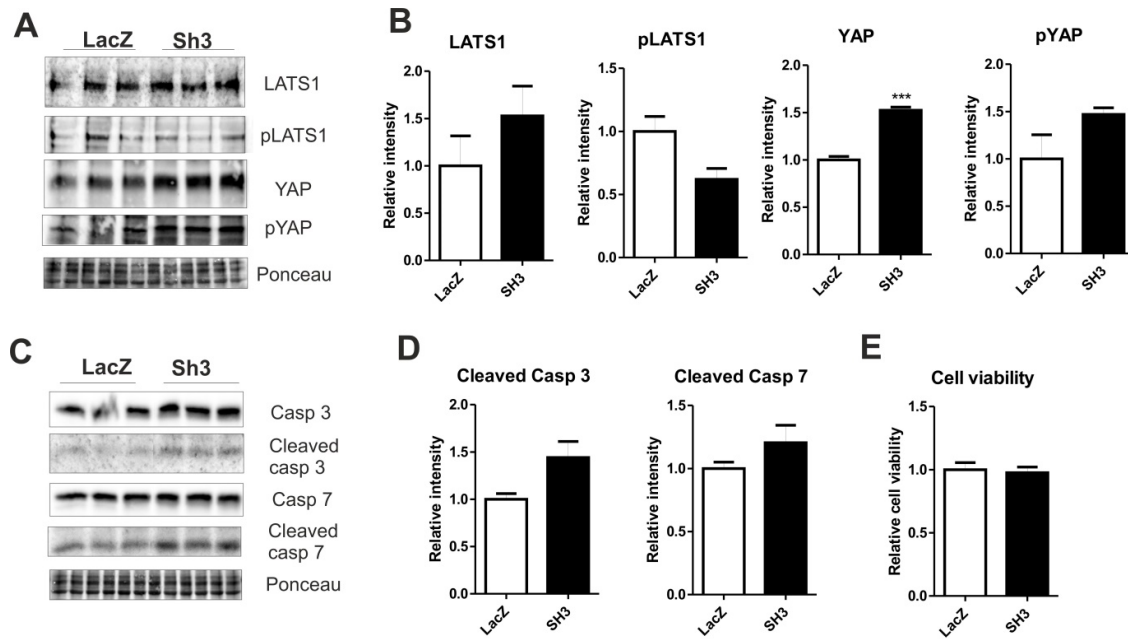 A
LacZ Sh3
LATS1
pLATS1
YAP
pYAP
Ponceau
B
LATS1
Relative intensity
2.0
1.5
1.0
0.5
0.0
LacZ
SH3
pLATS1
Relative intensity
1.5
1.0
0.5
0.0
LacZ
SH3
YAP
Relative intensity
2.0
1.5
1.0
0.5
0.0
***
LacZ
SH3
pYAP
Relative intensity
2.0
1.5
1.0
0.5
0.0
LacZ
SH3
C
LacZ Sh3
Casp 3
Cleaved
casp 3
Casp 7
Cleaved
casp 7
Ponceau
D
Cleaved Casp 3
Relative intensity
2.0
1.5
1.0
0.5
0.0
LacZ
SH3
Cleaved Casp 7
Relative intensity
1.5
1.0
0.5
0.0
LacZ
SH3
E
Cell viability
Relative cell viability
1.5
1.0
0.5
0.0
LacZ
SH3